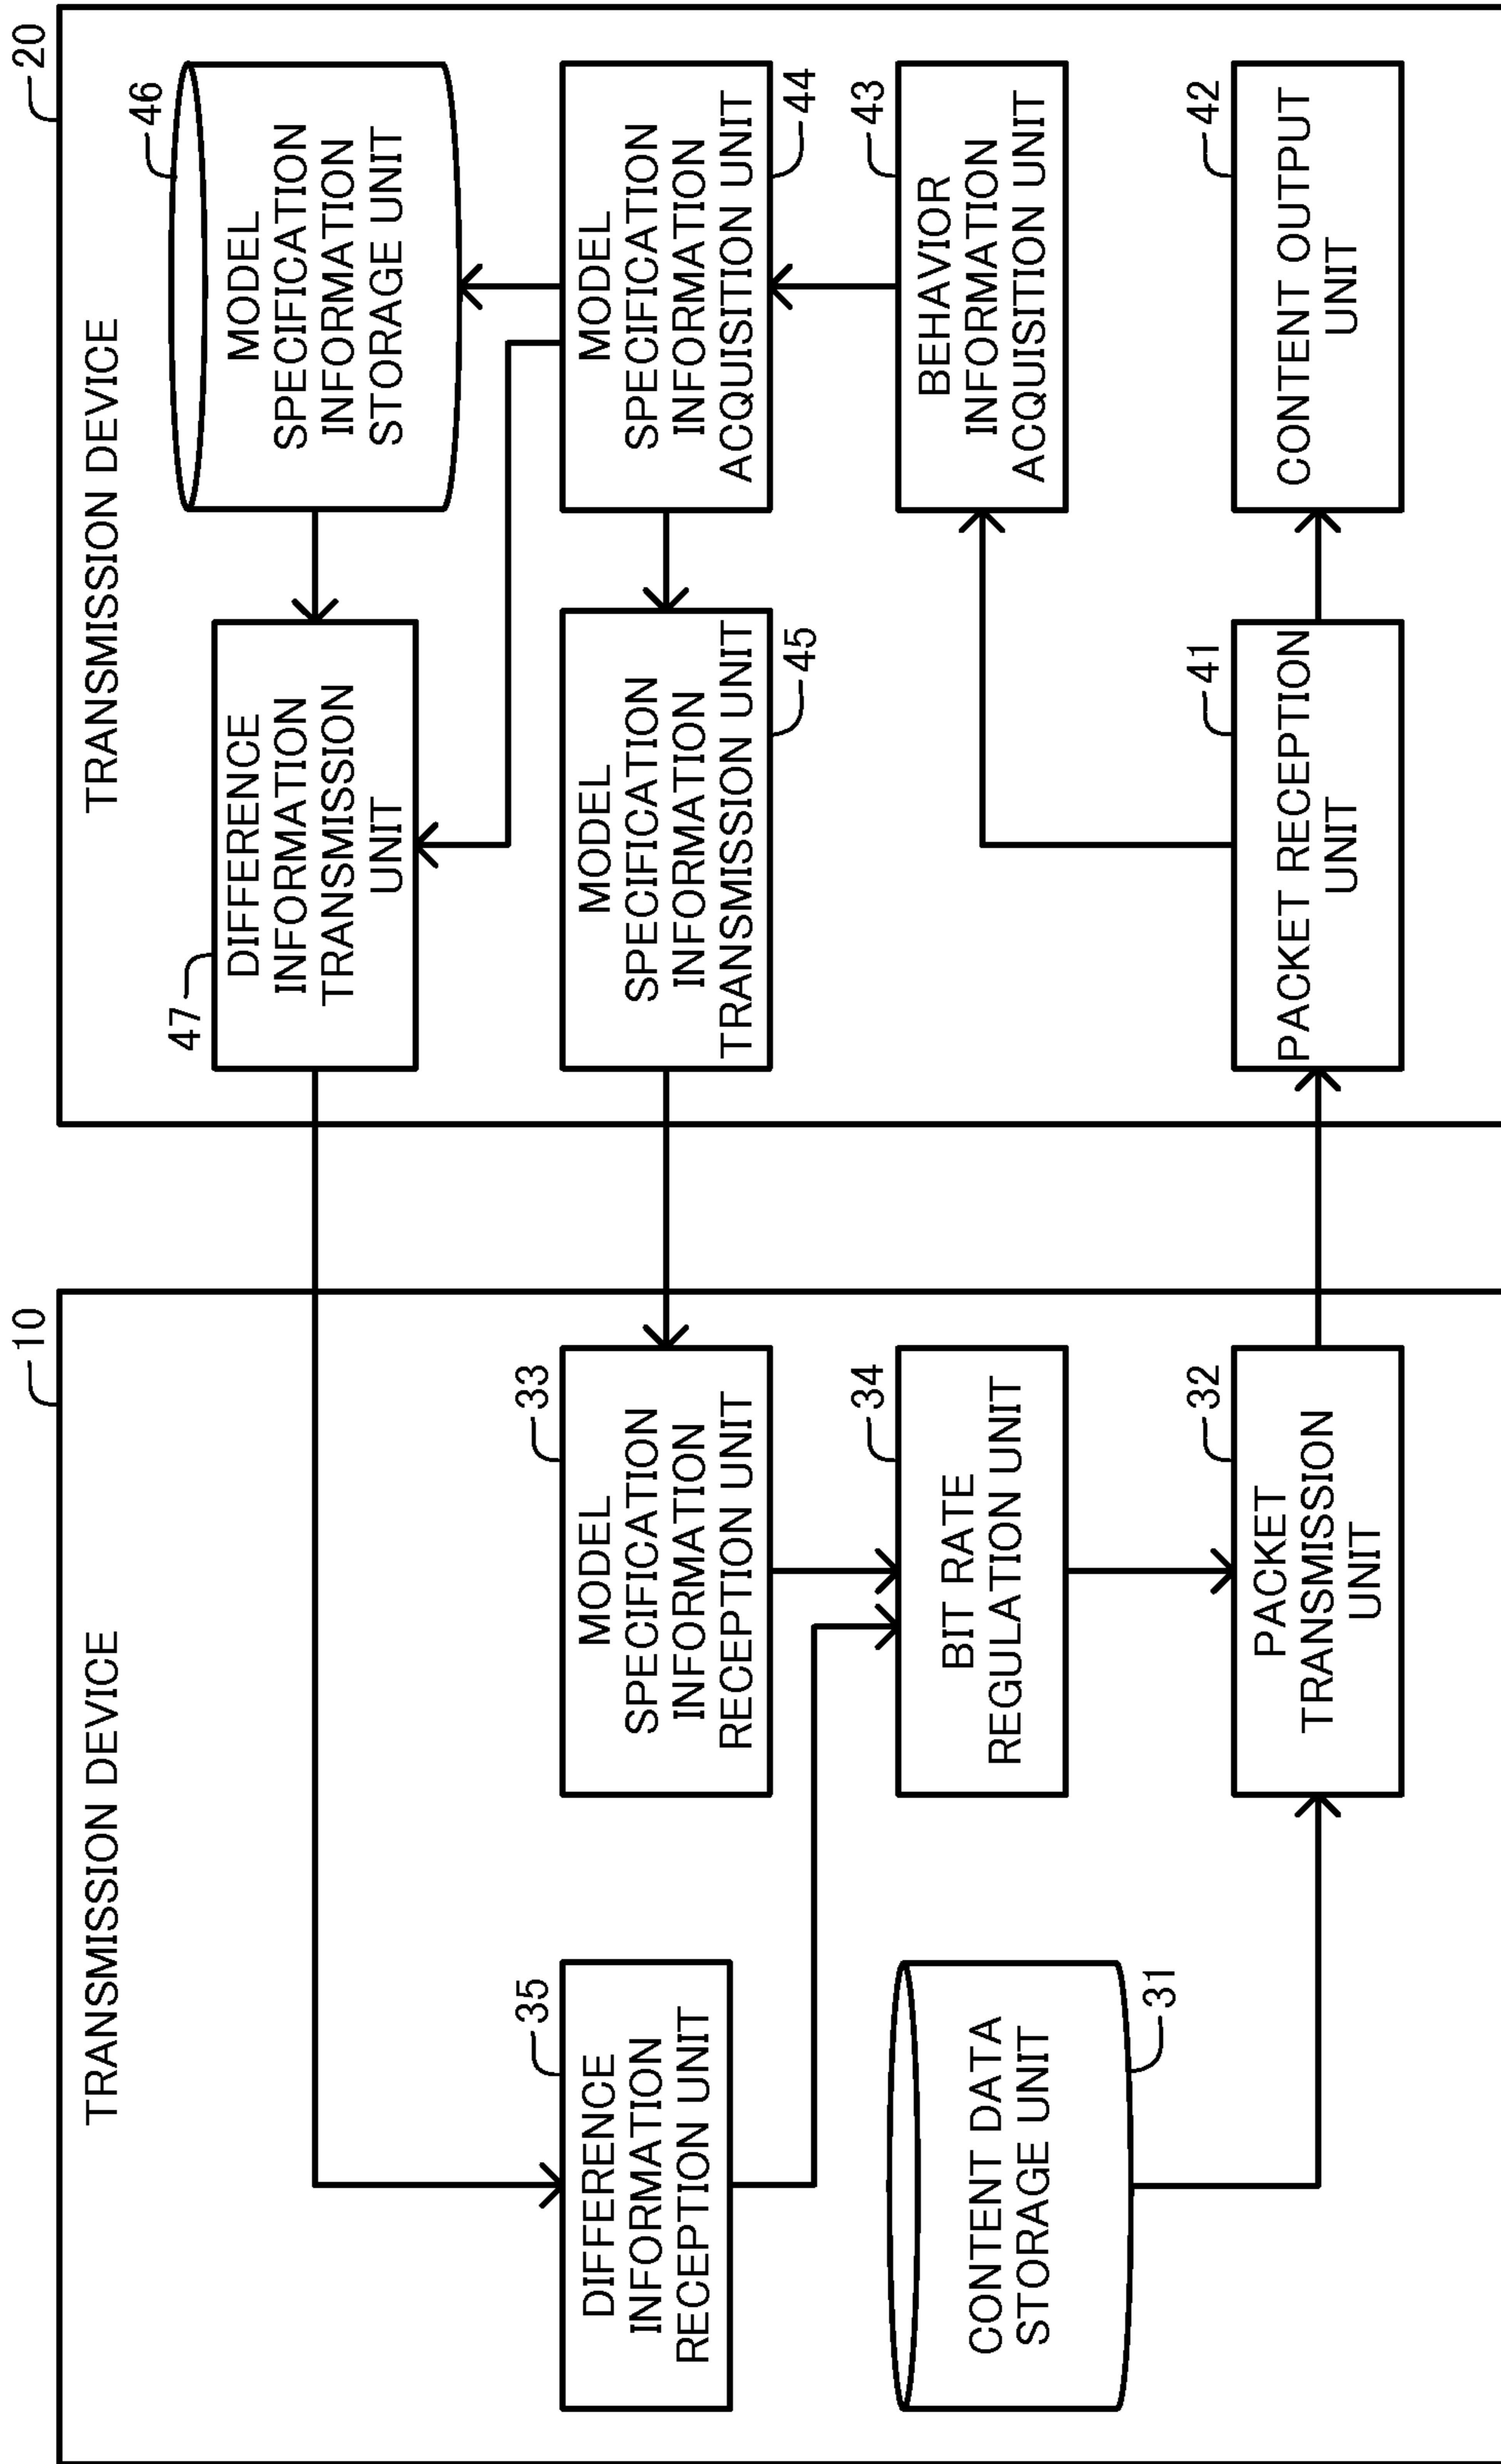 10
TRANSMISSION DEVICE
35
DIFFERENCE
INFORMATION
RECEPTION UNIT
33
MODEL
SPECIFICATION
INFORMATION
RECEPTION UNIT
34
BIT RATE
REGULATION UNIT
CONTENT DATA
STORAGE UNIT
31
32
PACKET
TRANSMISSION
UNIT
20
TRANSMISSION DEVICE
47
DIFFERENCE
INFORMATION
TRANSMISSION
UNIT
46
MODEL
SPECIFICATION
INFORMATION
STORAGE UNIT
MODEL
SPECIFICATION
INFORMATION
TRANSMISSION UNIT
45
MODEL
SPECIFICATION
INFORMATION
ACQUISITION UNIT
44
43
BEHAVIOR
INFORMATION
ACQUISITION UNIT
41
PACKET RECEPTION
UNIT
42
CONTENT OUTPUT
UNIT